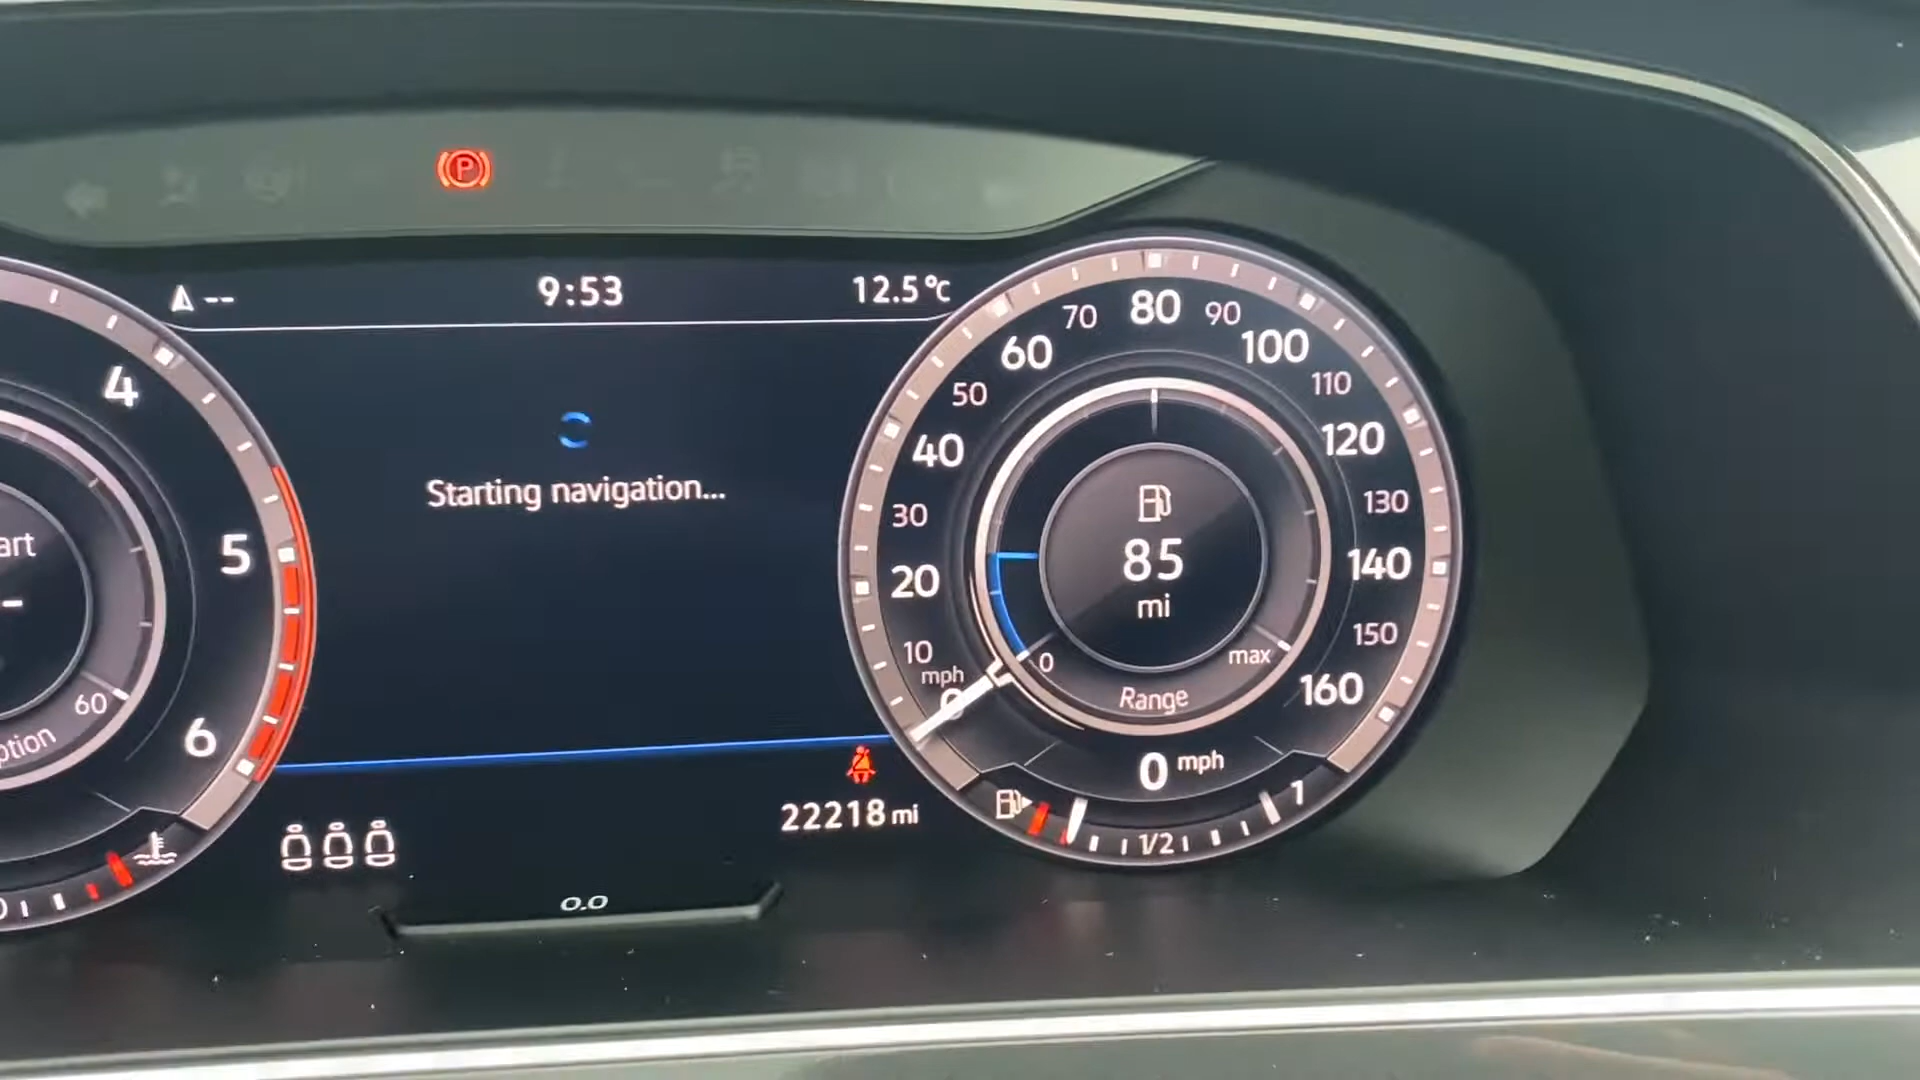 P
-- 9:53 12.5°C
4
5
6
60
Starting navigation...
0
10
20
30
40
50
60
70
80
90
100
110
120
130
140
150
160
mph
85
mi
0 max
Range
0 mph
22218 mi
1/2 1
0.0